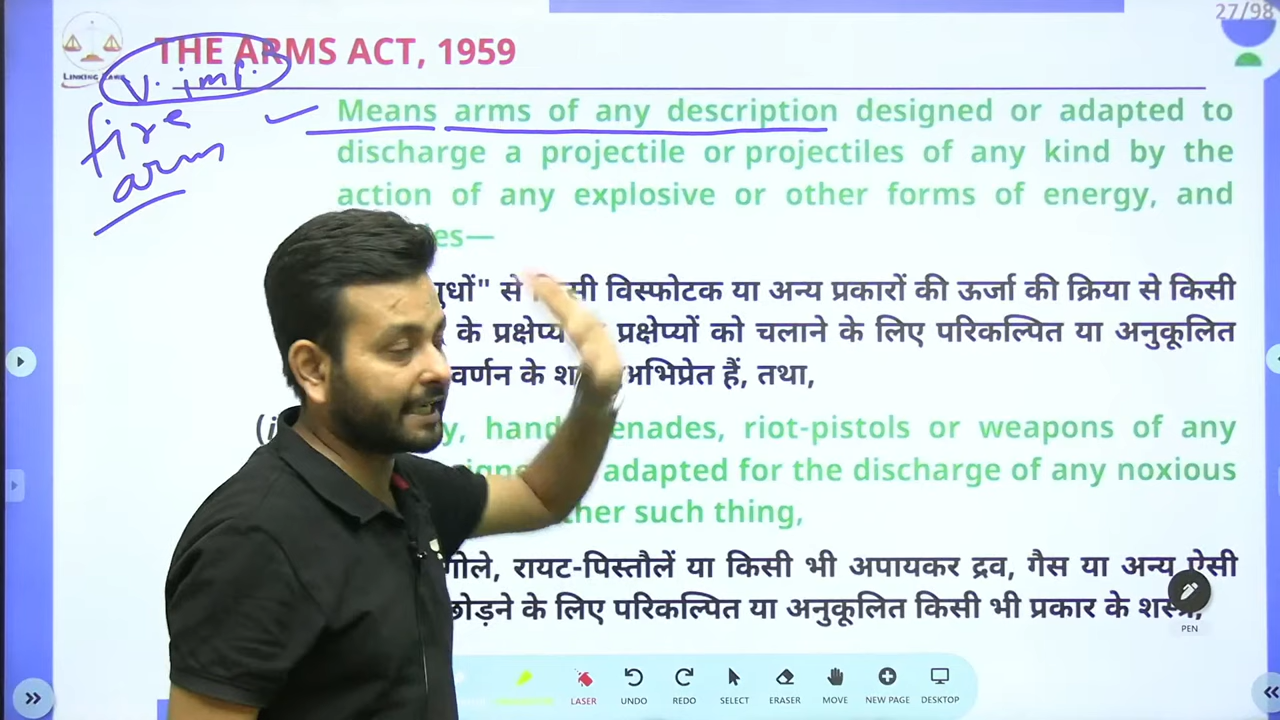 27/98
THE ARMS ACT, 1959
LINKING LAWS
V. imp.
fire
arm
Means arms of any description designed or adapted to
discharge a projectile or projectiles of any kind by the
action of any explosive or other forms of energy, and
से विस्फोटक या अन्य प्रकारों की ऊर्जा की क्रिया से किसी
के प्रक्षेप्य प्रक्षेप्यों को चलाने के लिए परिकल्पित या अनुकूलित
अभिप्रेत हैं, तथा,
riot-pistols or weapons of any
adapted for the discharge of any noxious
such thing,
रायट-पिस्तौलें या किसी भी अपायकर द्रव, गैस या अन्य ऐसी
छोड़ने के लिए परिकल्पित या अनुकूलित किसी भी प्रकार के शस्त्र,
PEN
LASER UNDO REDO SELECT ERASER MOVE NEW PAGE DESKTOP